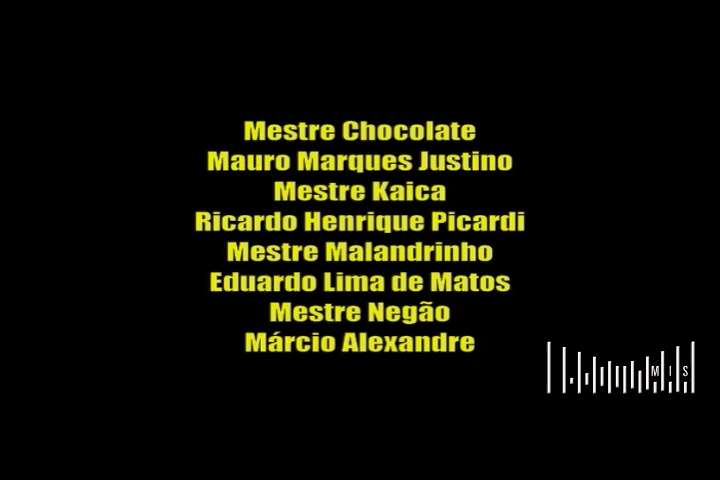 Mestre Chocolate
Mauro Marques Justino
Mestre Kaica
Ricardo Henrique Picardi
Mestre Malandrinho
Eduardo Lima de Matos
Mestre Negão
Márcio Alexandre
MIS